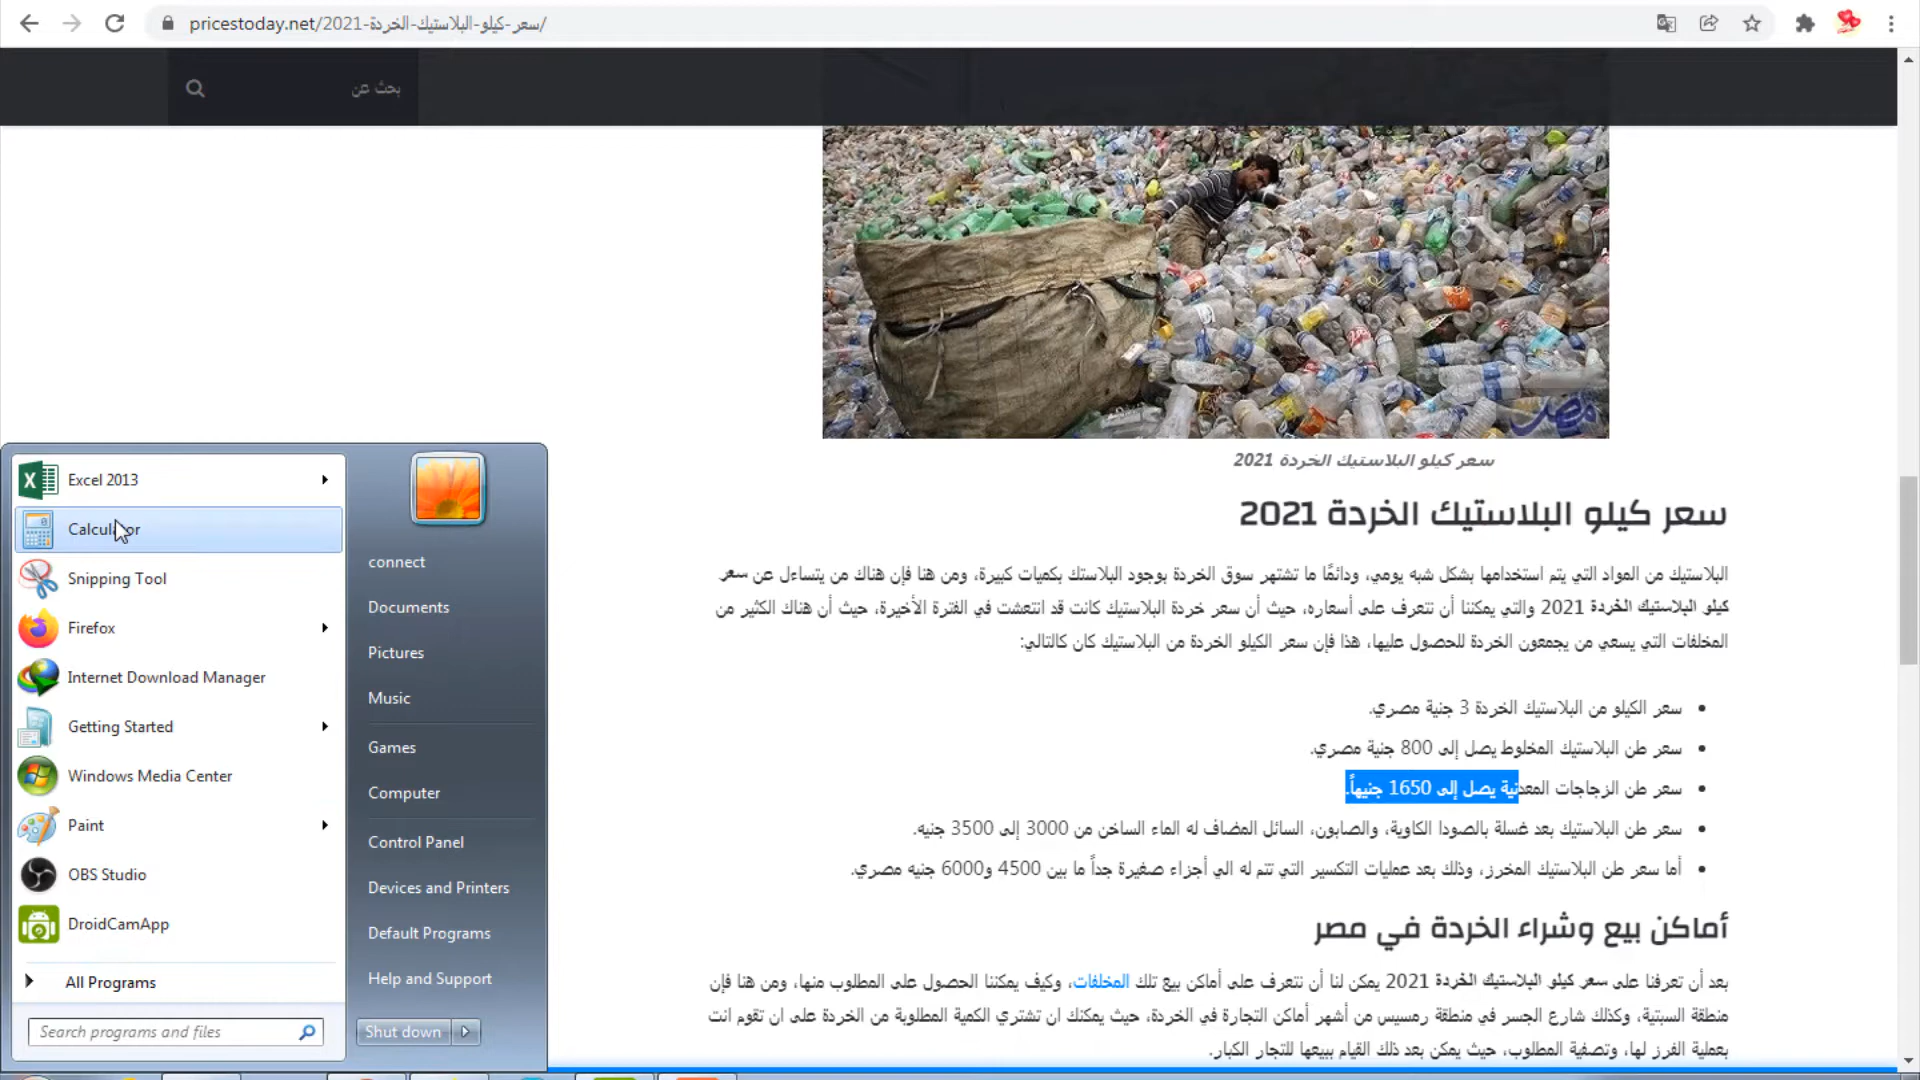 pricestoday.net/سعر-كيلو-البلاستيك-الخردة-2021/
بحث عن
مصر
سعر كيلو البلاستيك الخردة 2021
سعر كيلو البلاستيك الخردة 2021
البلاستيك من المواد التي يتم استخدامها بشكل شبه يومي، ودائمًا ما تشتهر سوق الخردة بوجود البلاستك بكميات كبيرة، ومن هنا فإن هناك من يتساءل عن سعر
كيلو البلاستيك الخردة 2021 والتي يمكننا أن نتعرف على أسعاره، حيث أن سعر خردة البلاستيك كانت قد انتعشت في الفترة الأخيرة، حيث أن هناك الكثير من
المخلفات التي يسعي من يجمعون الخردة للحصول عليها، هذا فإن سعر الكيلو الخردة من البلاستيك كان كالتالي:
• سعر الكيلو من البلاستيك الخردة 3 جنية مصري.
• سعر طن البلاستيك المخلوط يصل إلى 800 جنية مصري.
• سعر طن الزجاجات المعدنية يصل إلى 1650 جنيهاً.
• سعر طن البلاستيك بعد غسلة بالصودا الكاوية، والصابون، السائل المضاف له الماء الساخن من 3000 إلى 3500 جنيه.
• أما سعر طن البلاستيك المخرز، وذلك بعد عمليات التكسير التي تتم له الي أجزاء صغيرة جداً ما بين 4500 و6000 جنيه مصري.
أماكن بيع وشراء الخردة في مصر
بعد أن تعرفنا على سعر كيلو البلاستيك الخردة 2021 يمكن لنا أن نتعرف على أماكن بيع تلك المخلفات، وكيف يمكننا الحصول على المطلوب منها، ومن هنا فإن
منطقة السبتية، وكذلك شارع الجسر في منطقة رمسيس من أشهر أماكن التجارة في الخردة، حيث يمكنك ان تشتري الكمية المطلوبة من الخردة على ان تقوم انت
بعملية الفرز لها، وتصفية المطلوب، حيث يمكن بعد ذلك القيام ببيعها للتجار الكبار.
Excel 2013
Calculator
Snipping Tool
Firefox
Internet Download Manager
Getting Started
Windows Media Center
Paint
OBS Studio
DroidCamApp
All Programs
Search programs and files
connect
Documents
Pictures
Music
Games
Computer
Control Panel
Devices and Printers
Default Programs
Help and Support
Shut down